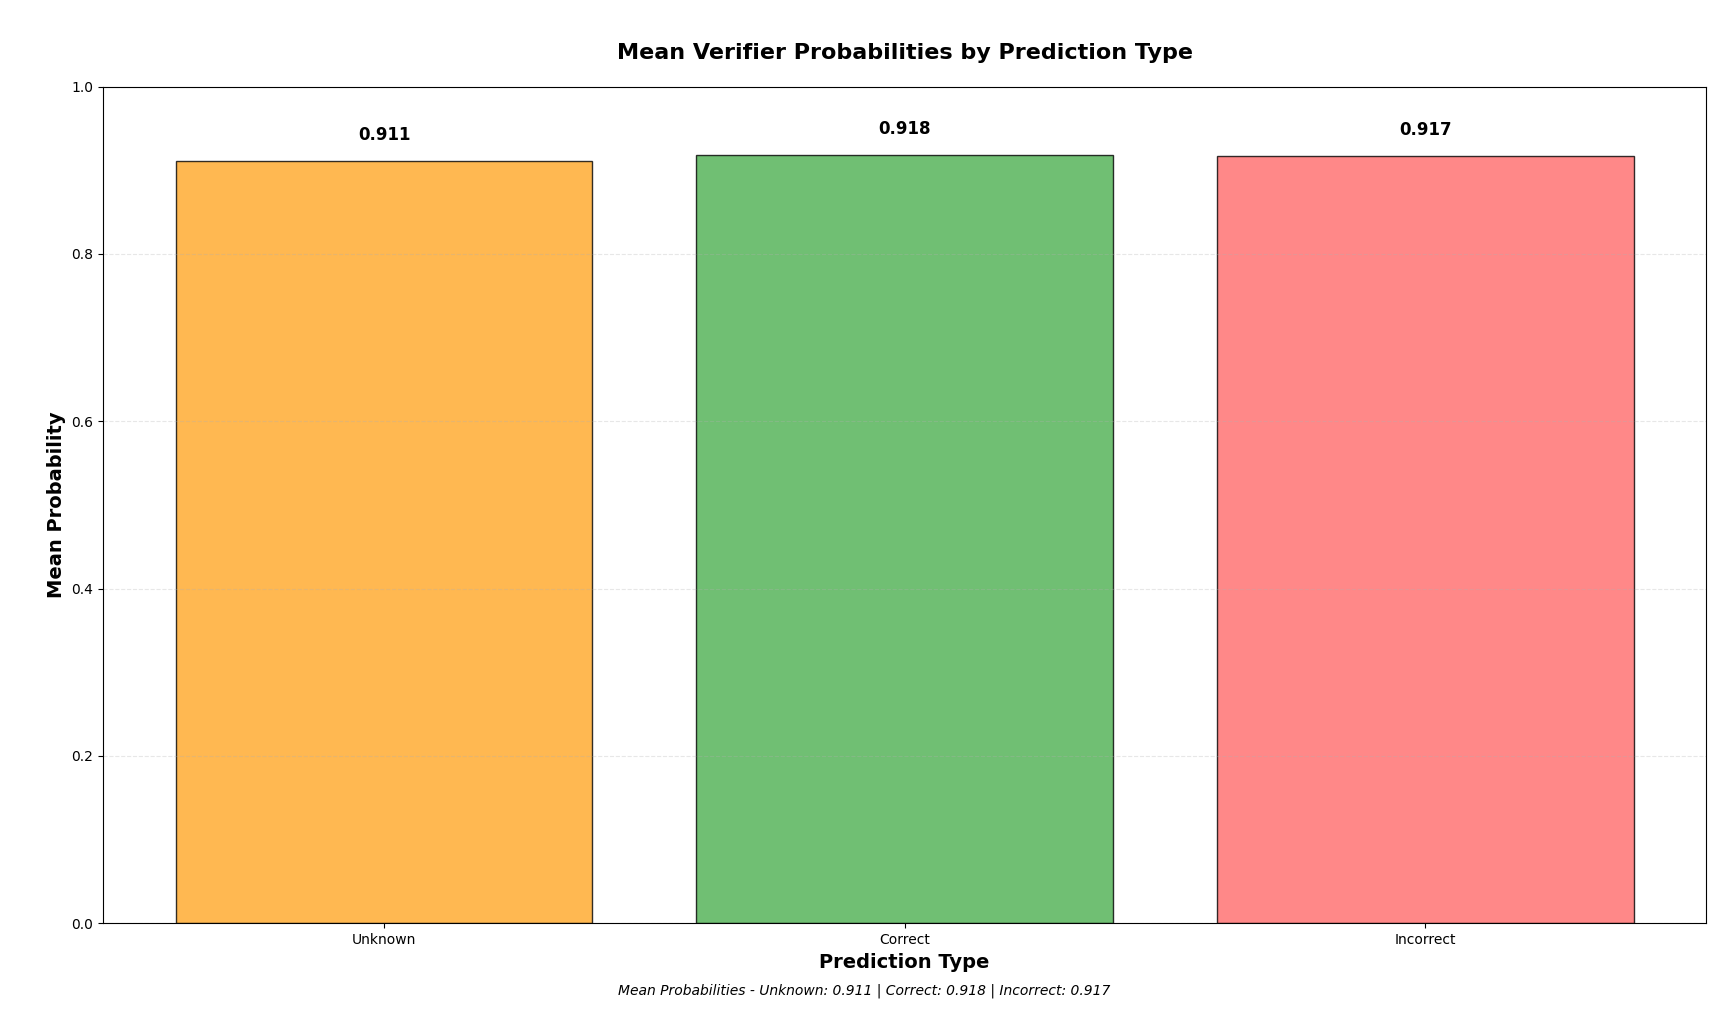 Mean Verifier Probabilities by Prediction Type
1.0
0.8
0.6
0.4
0.2
0.0
Mean Probability
0.911
0.918
0.917
Unknown
Correct
Incorrect
Prediction Type
Mean Probabilities - Unknown: 0.911 | Correct: 0.918 | Incorrect: 0.917